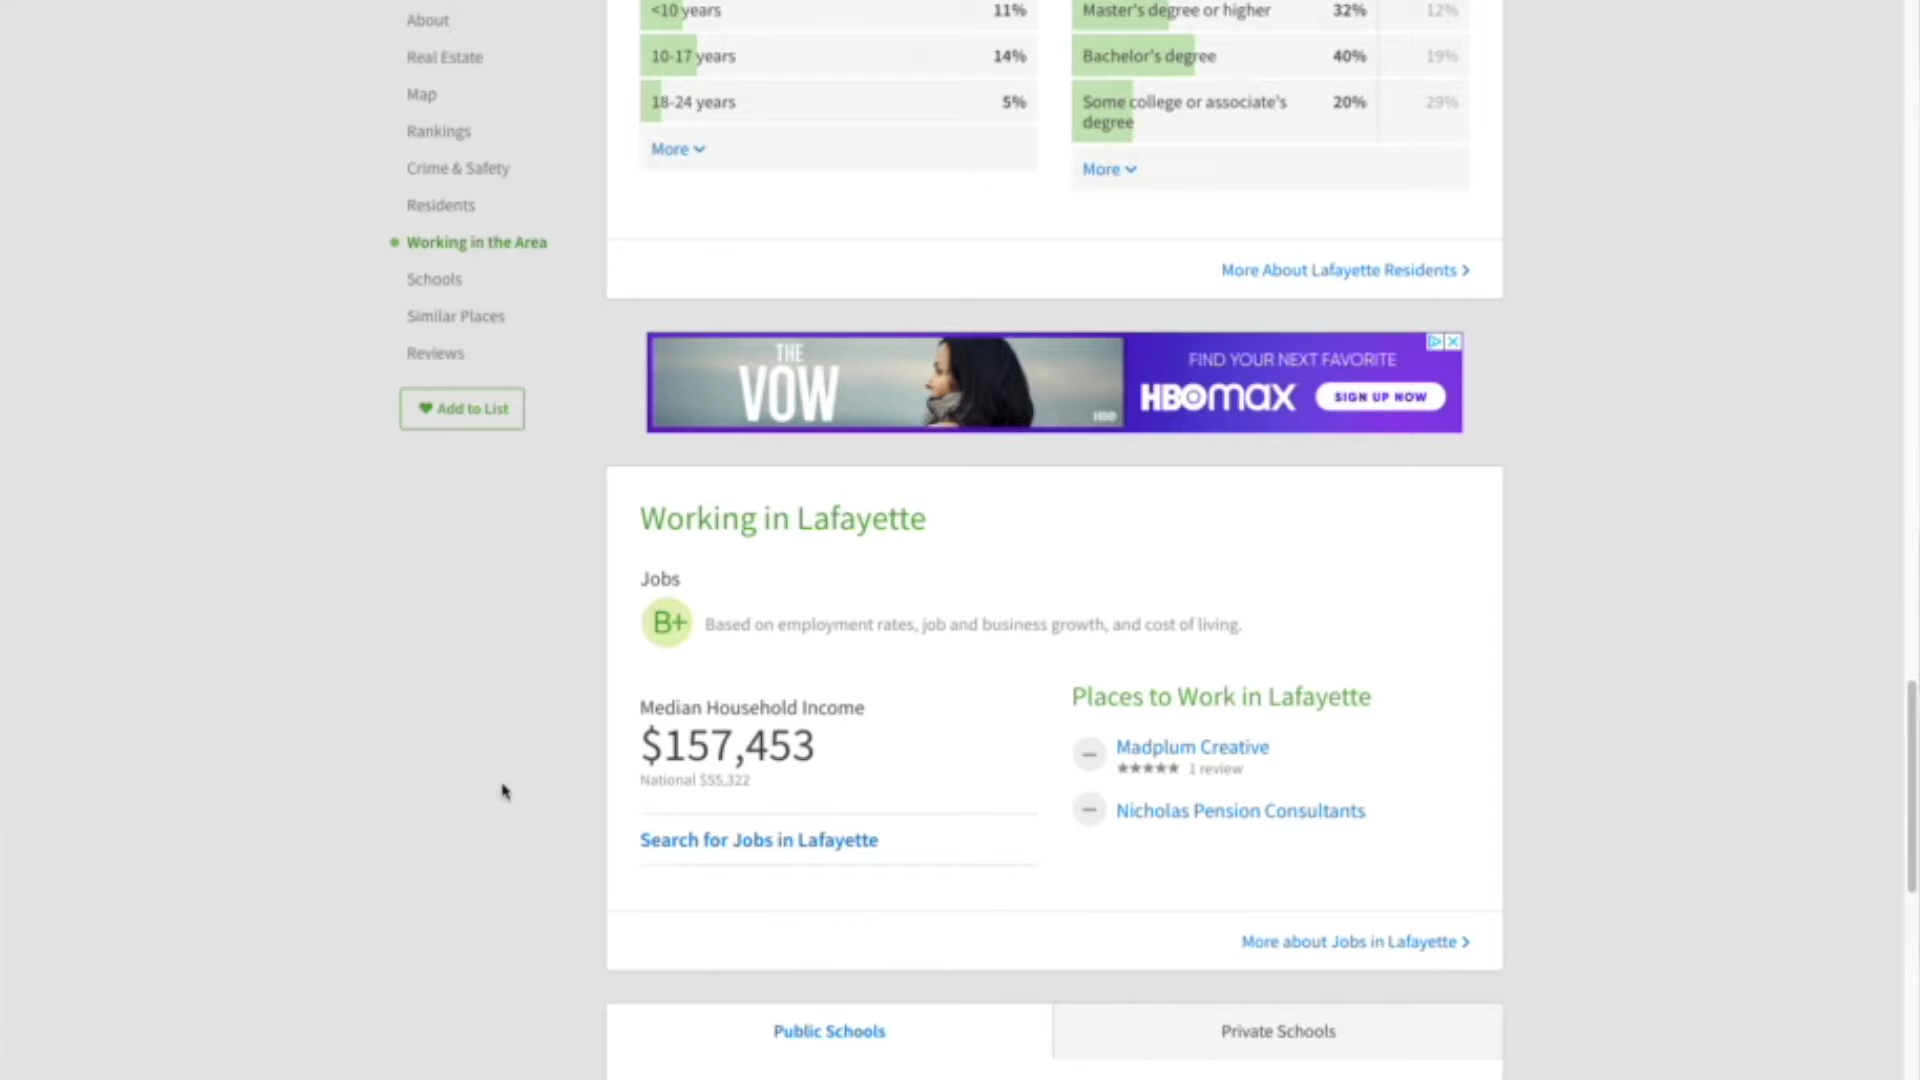 About
Real Estate
Map
Rankings
Crime & Safety
Residents
Working in the Area
Schools
Similar Places
Reviews
Add to List
<10 years 11%
10-17 years 14%
18-24 years 5%
More
Master's degree or higher 32% 12%
Bachelor's degree 40% 19%
Some college or associate's 20% 29%
degree
More
More About Lafayette Residents
THE
VOW
HBO
FIND YOUR NEXT FAVORITE
HBOMAX SIGN UP NOW
Working in Lafayette
Jobs
B+ Based on employment rates, job and business growth, and cost of living.
Median Household Income
$157,453
National $55,322
Search for Jobs in Lafayette
Places to Work in Lafayette
Madplum Creative
1 review
Nicholas Pension Consultants
More about Jobs in Lafayette
Public Schools
Private Schools